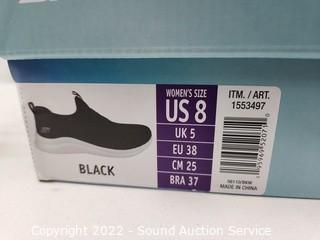 WOMEN'S SIZE
US 8
UK 5
EU 38
CM 25
BRA 37
ITM. / ART.
1553497
MADE IN CHINA
BLACK
Copyright 2022 - Sound Auction Service